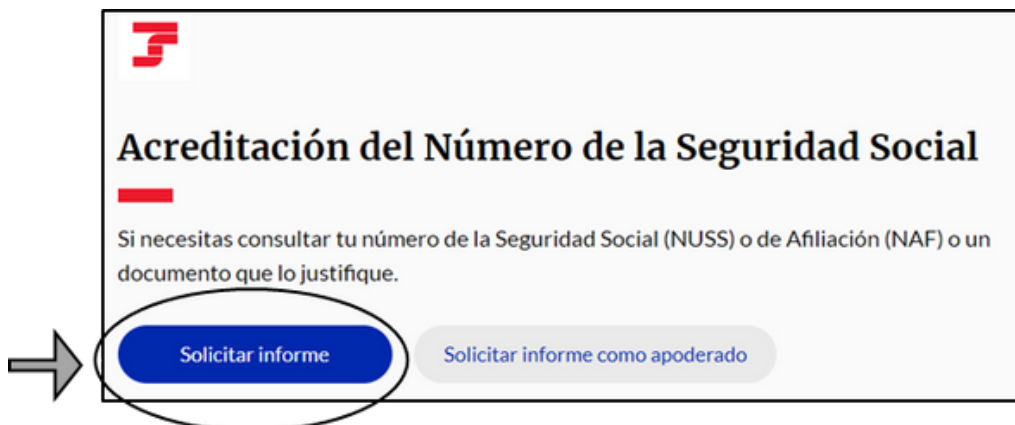 Acreditación del Número de la Seguridad Social
Si necesitas consultar tu número de la Seguridad Social (NUSS) o de Afiliación (NAF) o un
documento que lo justifique.
Solicitar informe
Solicitar informe como apoderado